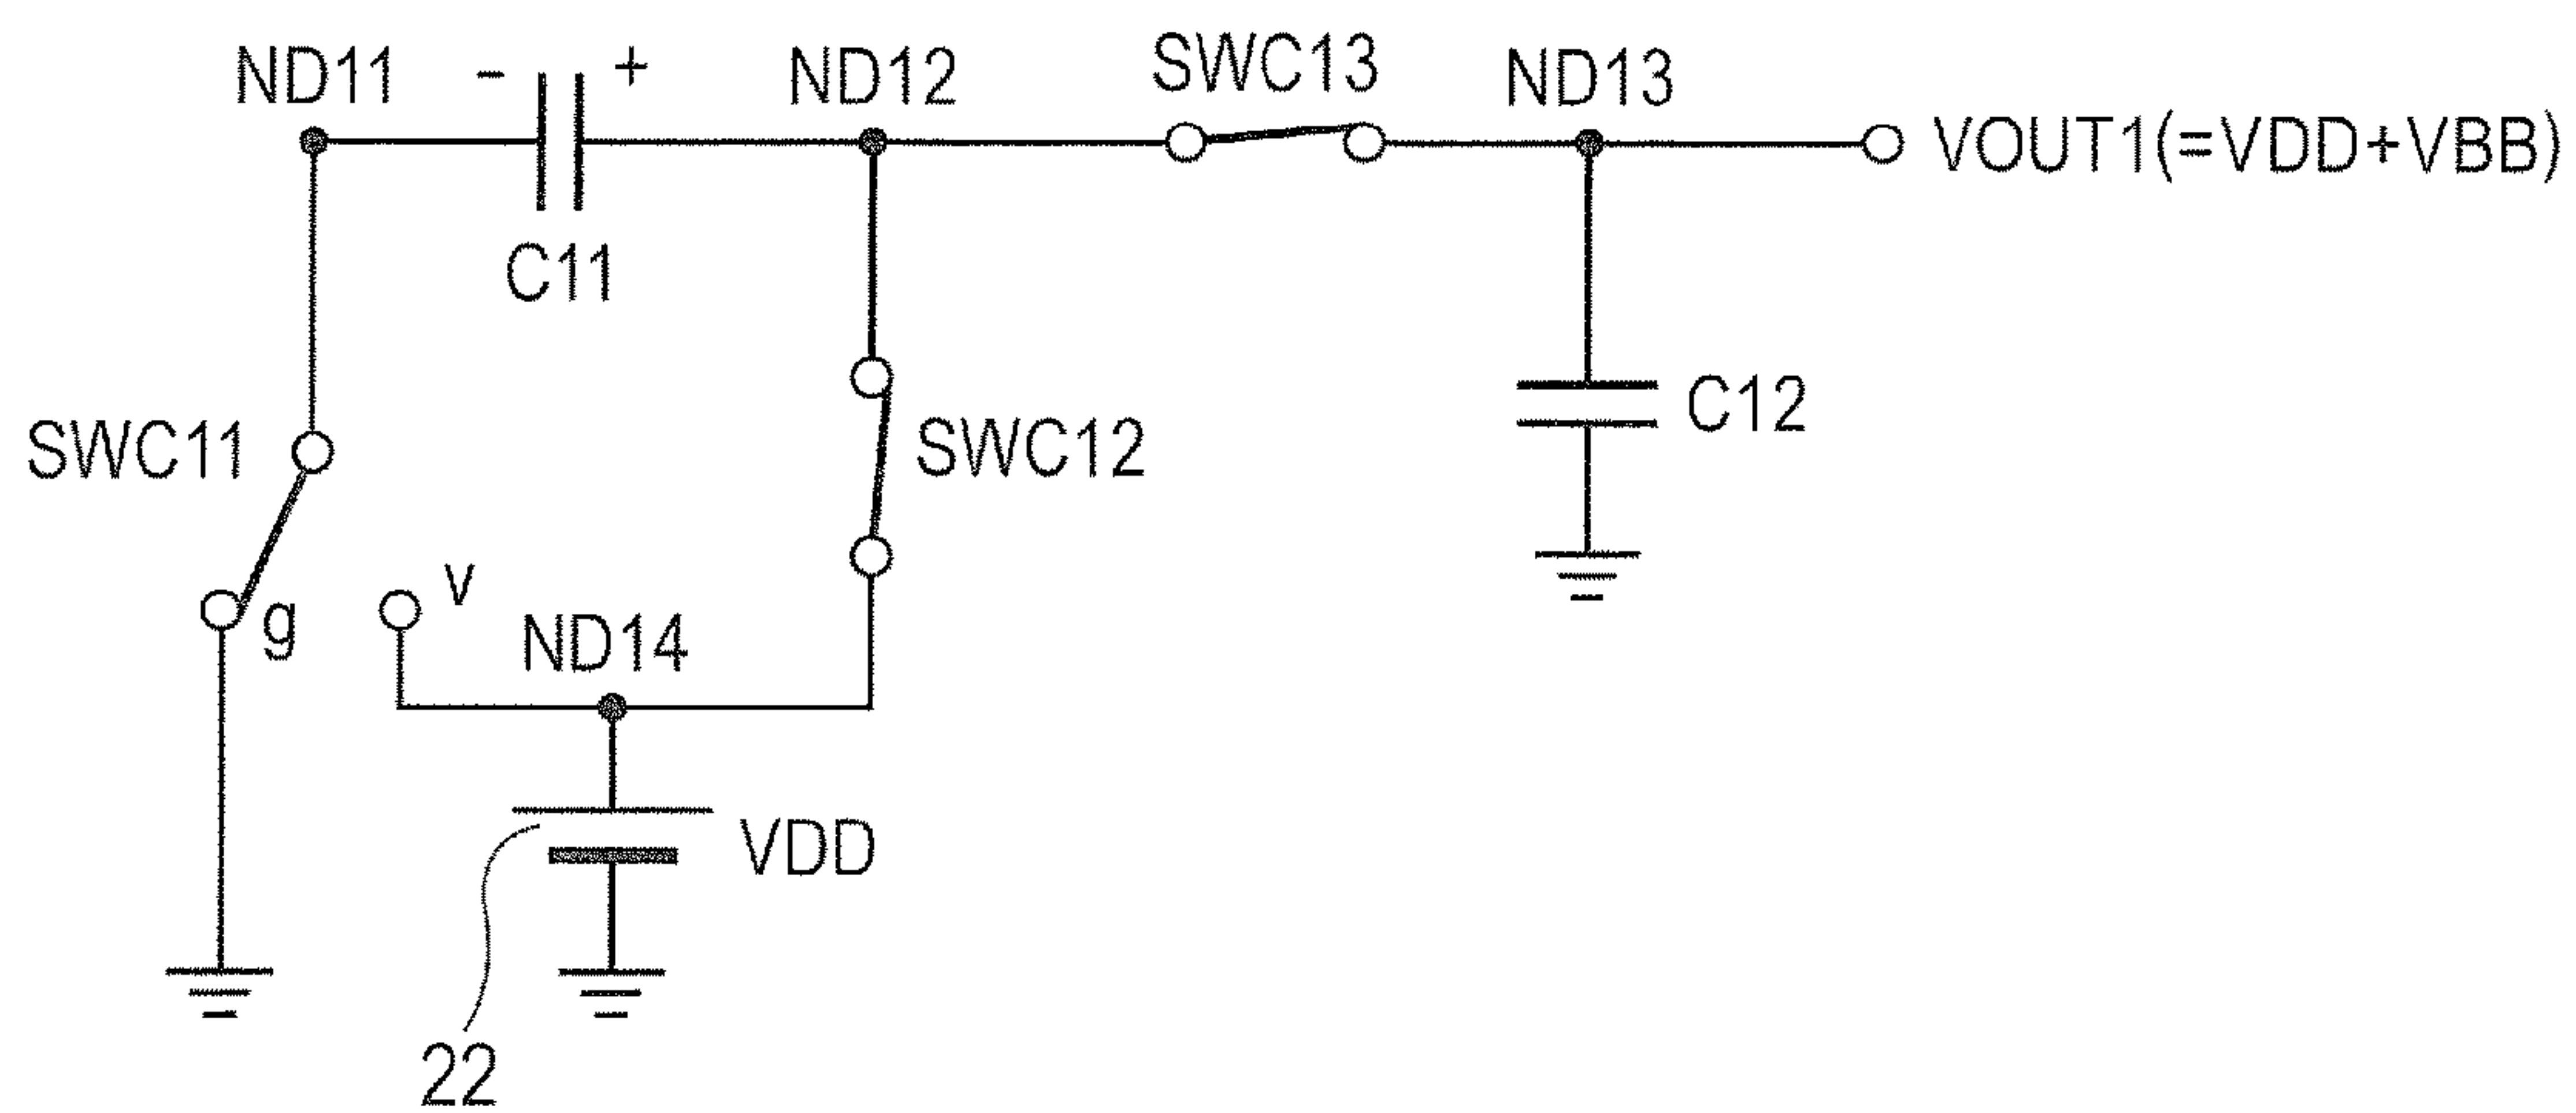 ND11
-
+
ND12
SWC13
ND13
VOUT1(=VDD+VBB)
C11
C12
SWC11
SWC12
g
v
ND14
VDD
22